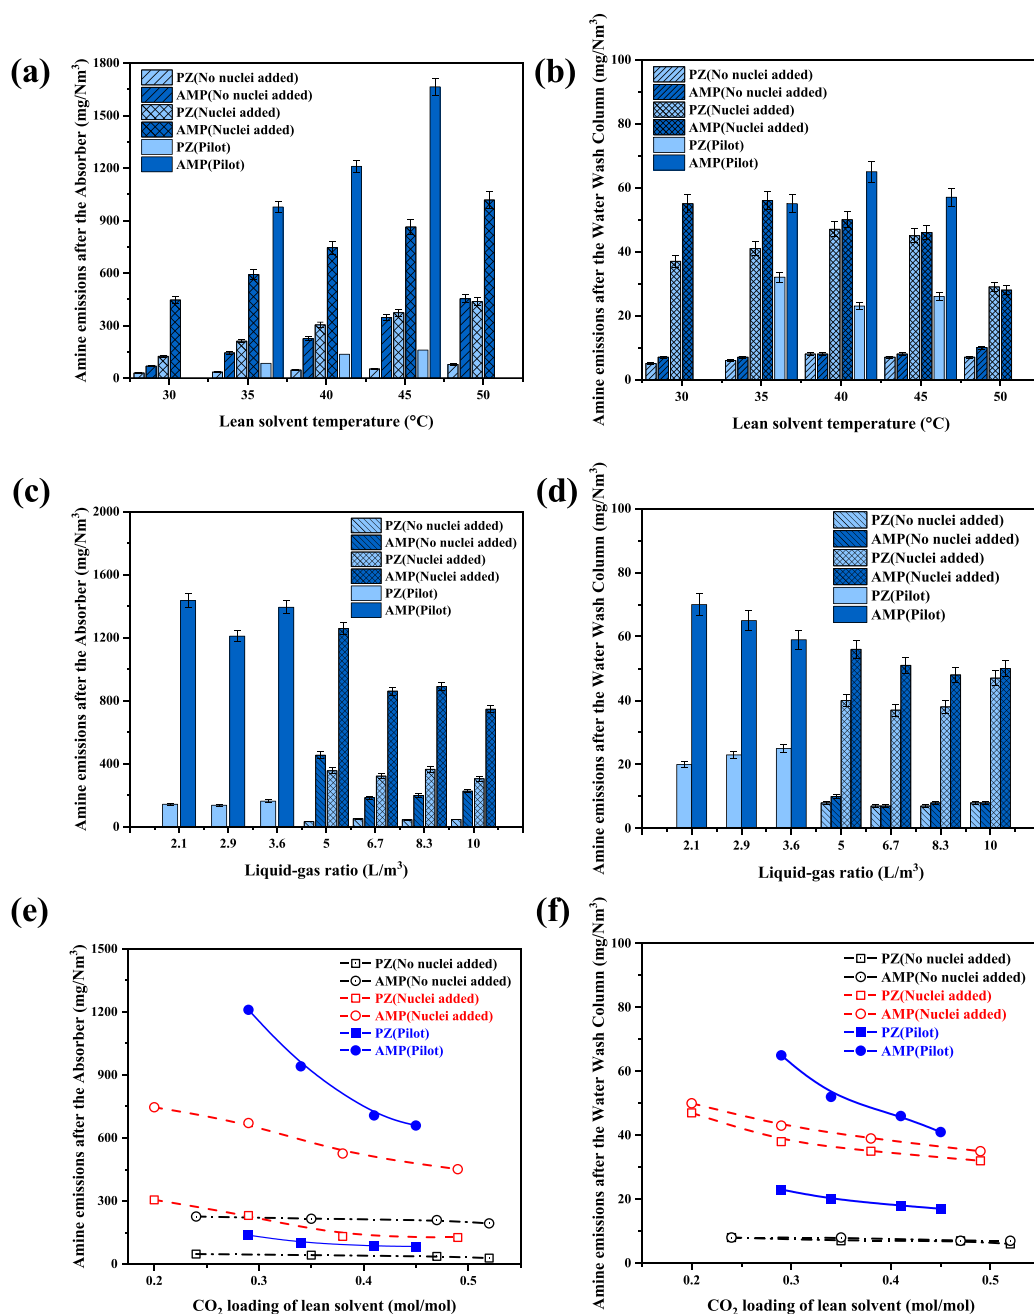 (a)
Amine emissions after the Absorber (mg/Nm³)
1800
1500
1200
900
600
300
0
PZ(No nuclei added)
AMP(No nuclei added)
PZ(Nuclei added)
AMP(Nuclei added)
PZ(Pilot)
AMP(Pilot)
30 35 40 45 50
Lean solvent temperature (°C)
(b)
Amine emissions after the Water Wash Column (mg/Nm³)
100
80
60
40
20
0
PZ(No nuclei added)
AMP(No nuclei added)
PZ(Nuclei added)
AMP(Nuclei added)
PZ(Pilot)
AMP(Pilot)
30 35 40 45 50
Lean solvent temperature (°C)
(c)
Amine emissions after the Absorber (mg/Nm³)
2000
1600
1200
800
400
0
PZ(No nuclei added)
AMP(No nuclei added)
PZ(Nuclei added)
AMP(Nuclei added)
PZ(Pilot)
AMP(Pilot)
2.1 2.9 3.6 5 6.7 8.3 10
Liquid-gas ratio (L/m³)
(d)
Amine emissions after the Water Wash Column (mg/Nm³)
100
80
60
40
20
0
PZ(No nuclei added)
AMP(No nuclei added)
PZ(Nuclei added)
AMP(Nuclei added)
PZ(Pilot)
AMP(Pilot)
2.1 2.9 3.6 5 6.7 8.3 10
Liquid-gas ratio (L/m³)
(e)
Amine emissions after the Absorber (mg/Nm³)
1500
1200
900
600
300
0
PZ(No nuclei added)
AMP(No nuclei added)
PZ(Nuclei added)
AMP(Nuclei added)
PZ(Pilot)
AMP(Pilot)
0.2 0.3 0.4 0.5
CO₂ loading of lean solvent (mol/mol)
(f)
Amine emissions after the Water Wash Column (mg/Nm³)
100
80
60
40
20
0
PZ(No nuclei added)
AMP(No nuclei added)
PZ(Nuclei added)
AMP(Nuclei added)
PZ(Pilot)
AMP(Pilot)
0.2 0.3 0.4 0.5
CO₂ loading of lean solvent (mol/mol)